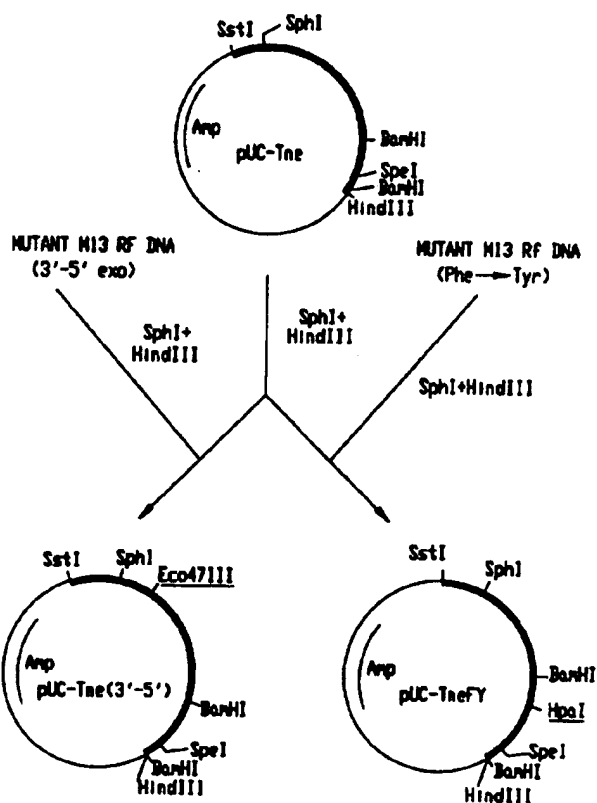 SstI
SphI
Amp
pUC-Tne
BamHI
SpeI
BamHI
HindIII
MUTANT M13 RF DNA
(3'-5' exo)
MUTANT M13 Rf DNA
(Phe→Tyr)
SphI+
HindIII
SphI+
HindIII
SphI+HindIII
SstI
SphI
Eco47III
Amp
pUC-Tne(3'-5')
BamHI
SpeI
BamHI
HindIII
SstI
SphI
Amp
pUC-TneFY
BamHI
HpaI
SpeI
BamHI
HindIII